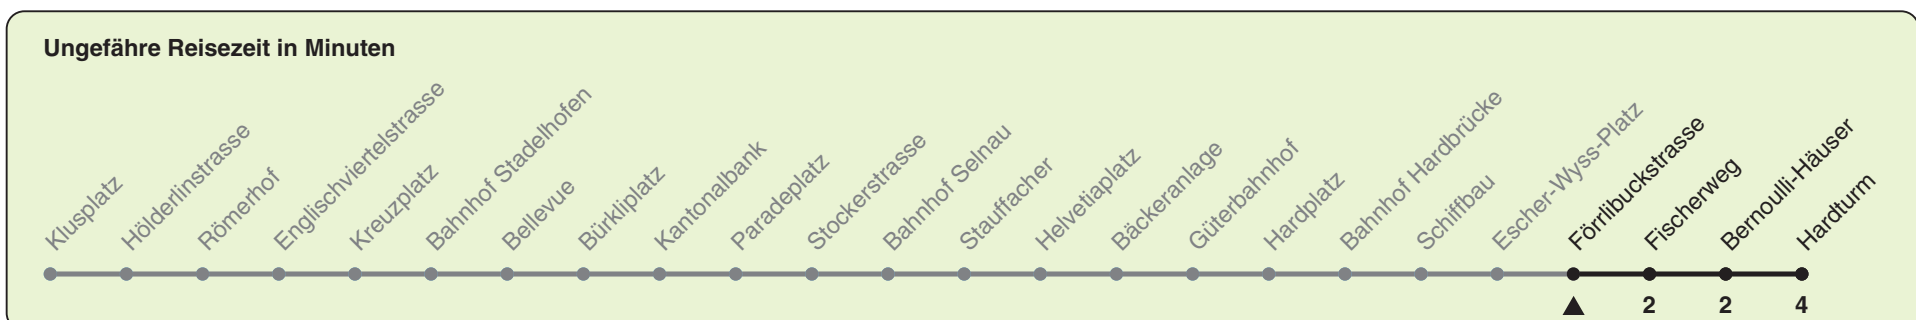 Ungefähre Reisezeit in Minuten
Klusplatz
Hölderlinstrasse
Römerhof
Englischviertelstrasse
Kreuzplatz
Bahnhof Stadelhofen
Bellevue
Bürkliplatz
Kantonalbank
Paradeplatz
Stockerstrasse
Bahnhof Selnau
Stauffacher
Helvetiaplatz
Bäckeranlage
Güterbahnhof
Hardplatz
Bahnhof Hardbrücke
Schiffbau
Escher-Wyss-Platz
Förrlibuckstrasse
Fischerweg
Bernoulli-Häuser
Hardturm
2 2 4